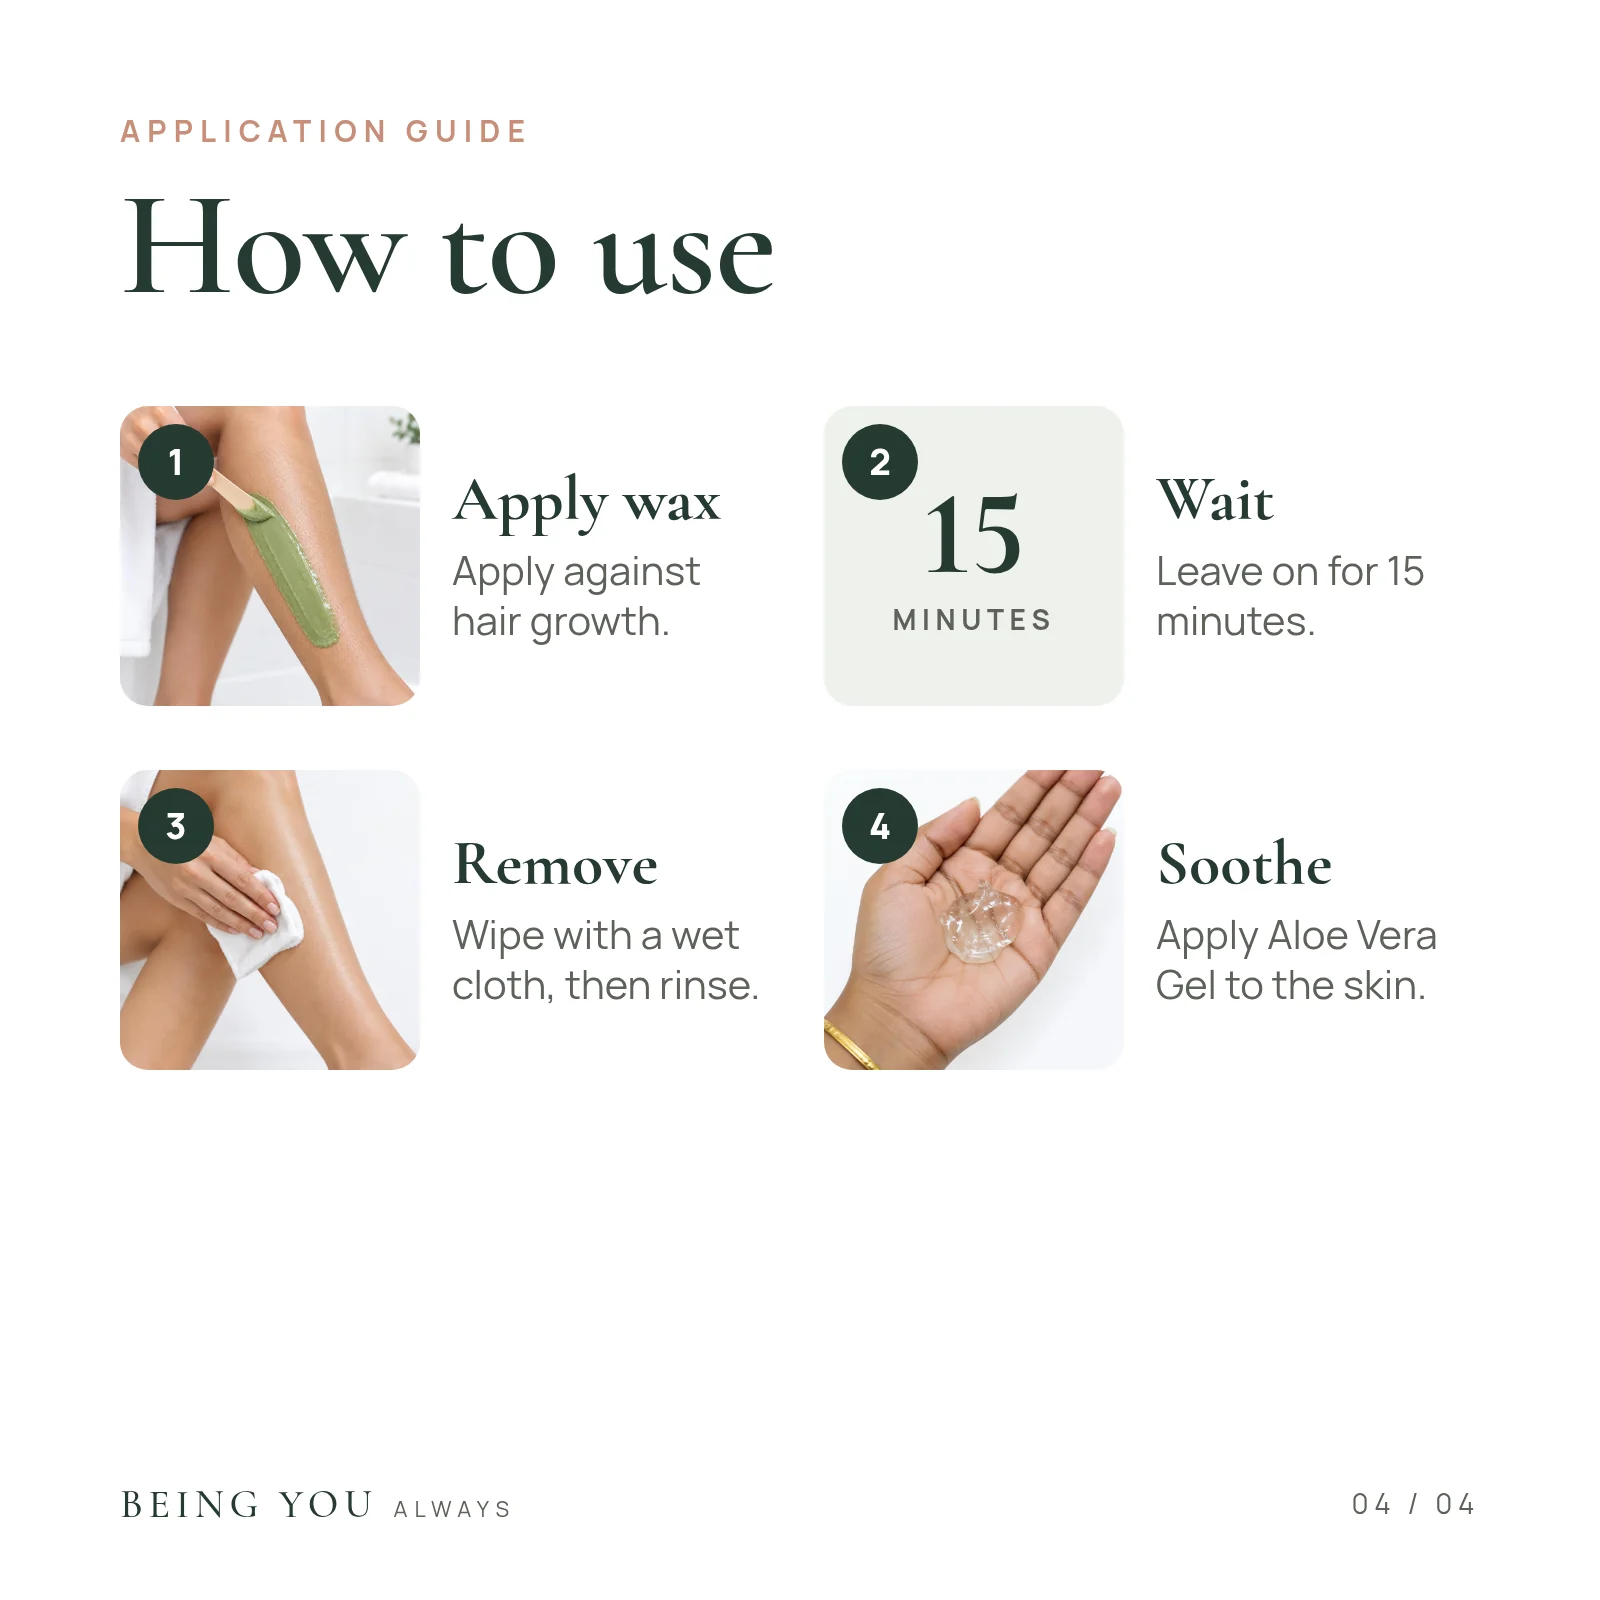 APPLICATION GUIDE
How to use
1
Apply wax
Apply against
hair growth.
2
15
MINUTES
Wait
Leave on for 15
minutes.
3
Remove
Wipe with a wet
cloth, then rinse.
4
Soothe
Apply Aloe Vera
Gel to the skin.
BEING YOU ALWAYS
04 / 04